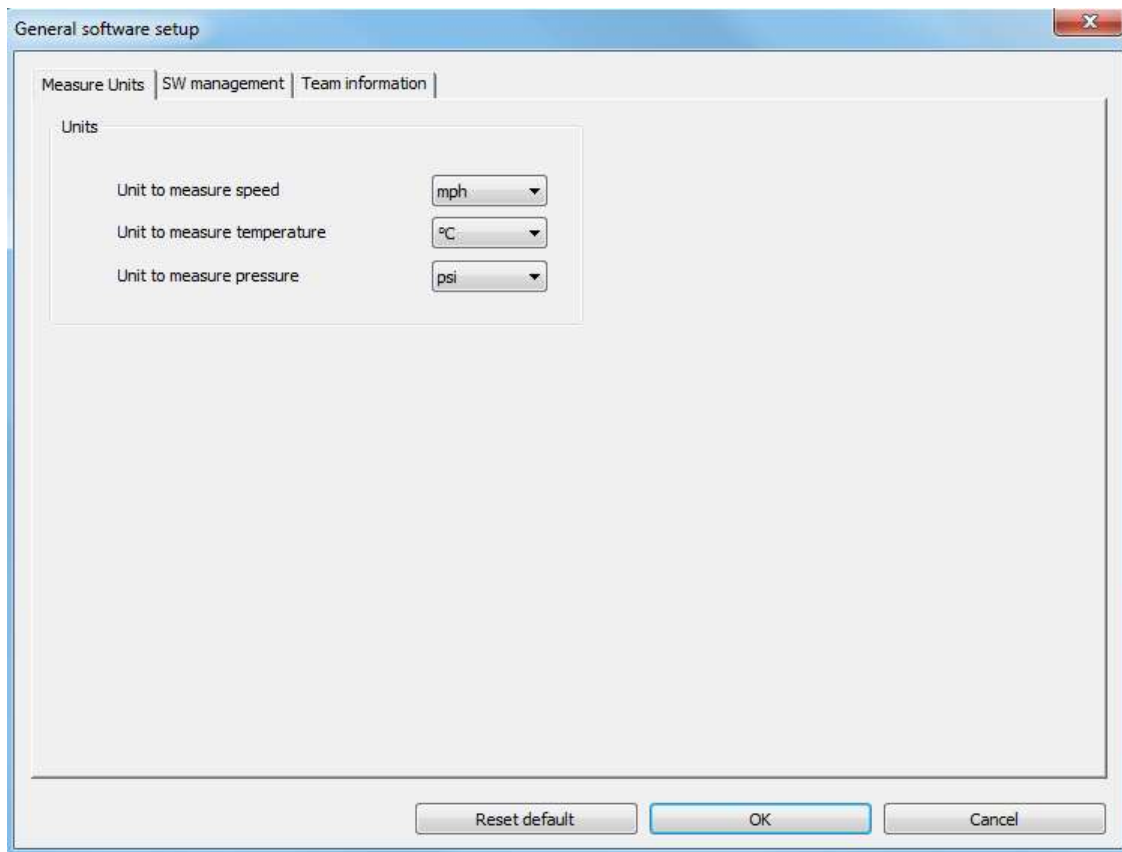 General software setup
Measure Units SW management Team information
Units
Unit to measure speed mph
Unit to measure temperature °C
Unit to measure pressure psi
Reset default OK Cancel